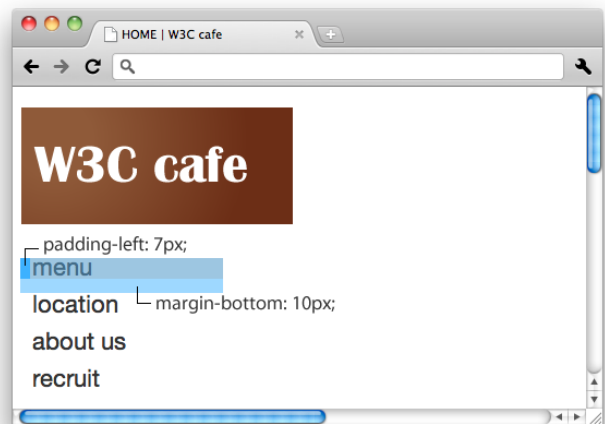 HOME | W3C cafe
W3C cafe
padding-left: 7px;
menu
location
margin-bottom: 10px;
about us
recruit